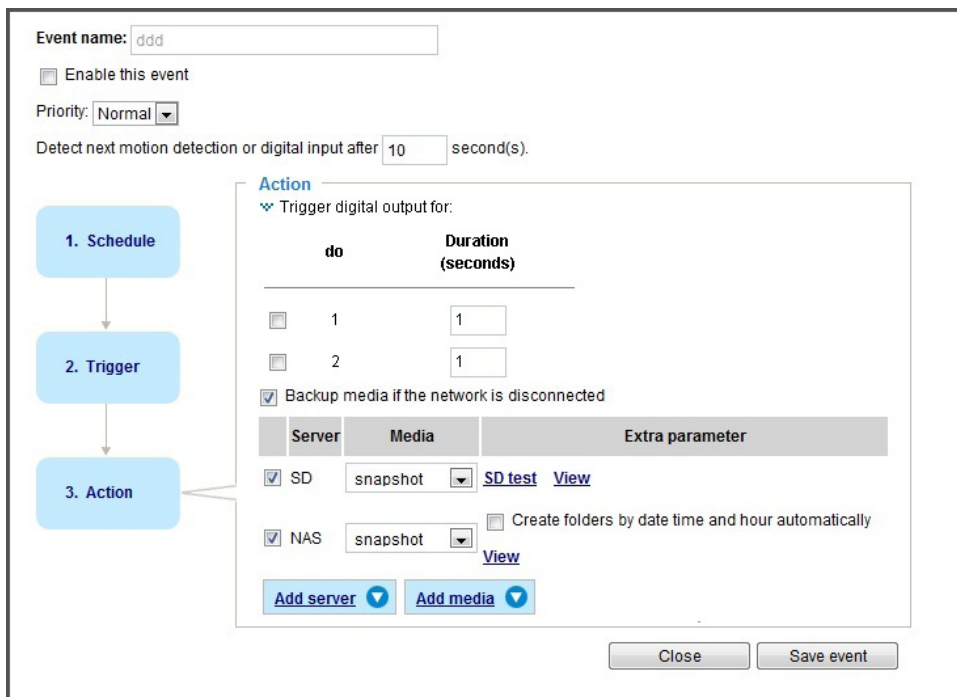 Event name: ddd
Enable this event
Priority: Normal
Detect next motion detection or digital input after 10 second(s).
1. Schedule
2. Trigger
3. Action
Action
Trigger digital output for:
do Duration (seconds)
1 1
2 1
Backup media if the network is disconnected
Server Media Extra parameter
SD snapshot SD test View
NAS snapshot Create folders by date time and hour automatically
View
Add server Add media
Close Save event